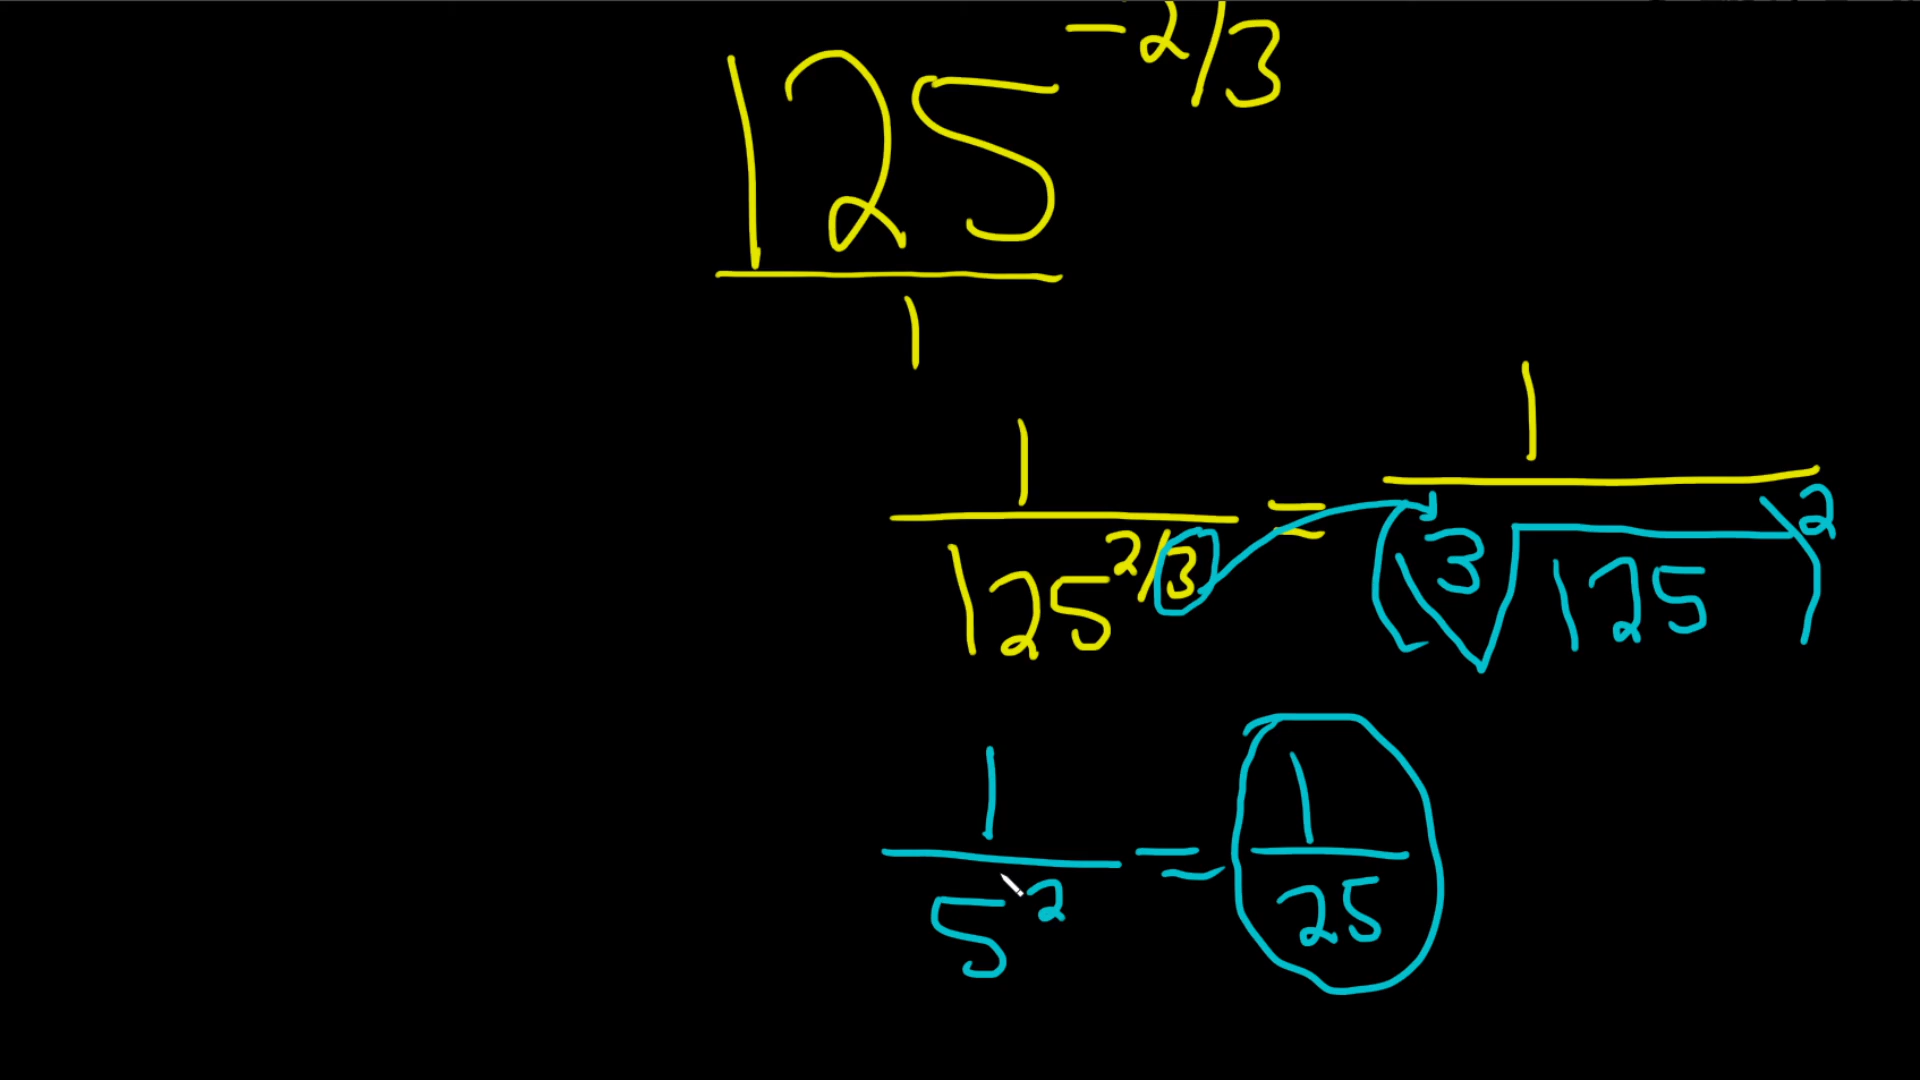 125^{-2/3}
1
1 / 125^{2/3} = 1 / (∛125)^2
1 / 5^2 = 1 / 25